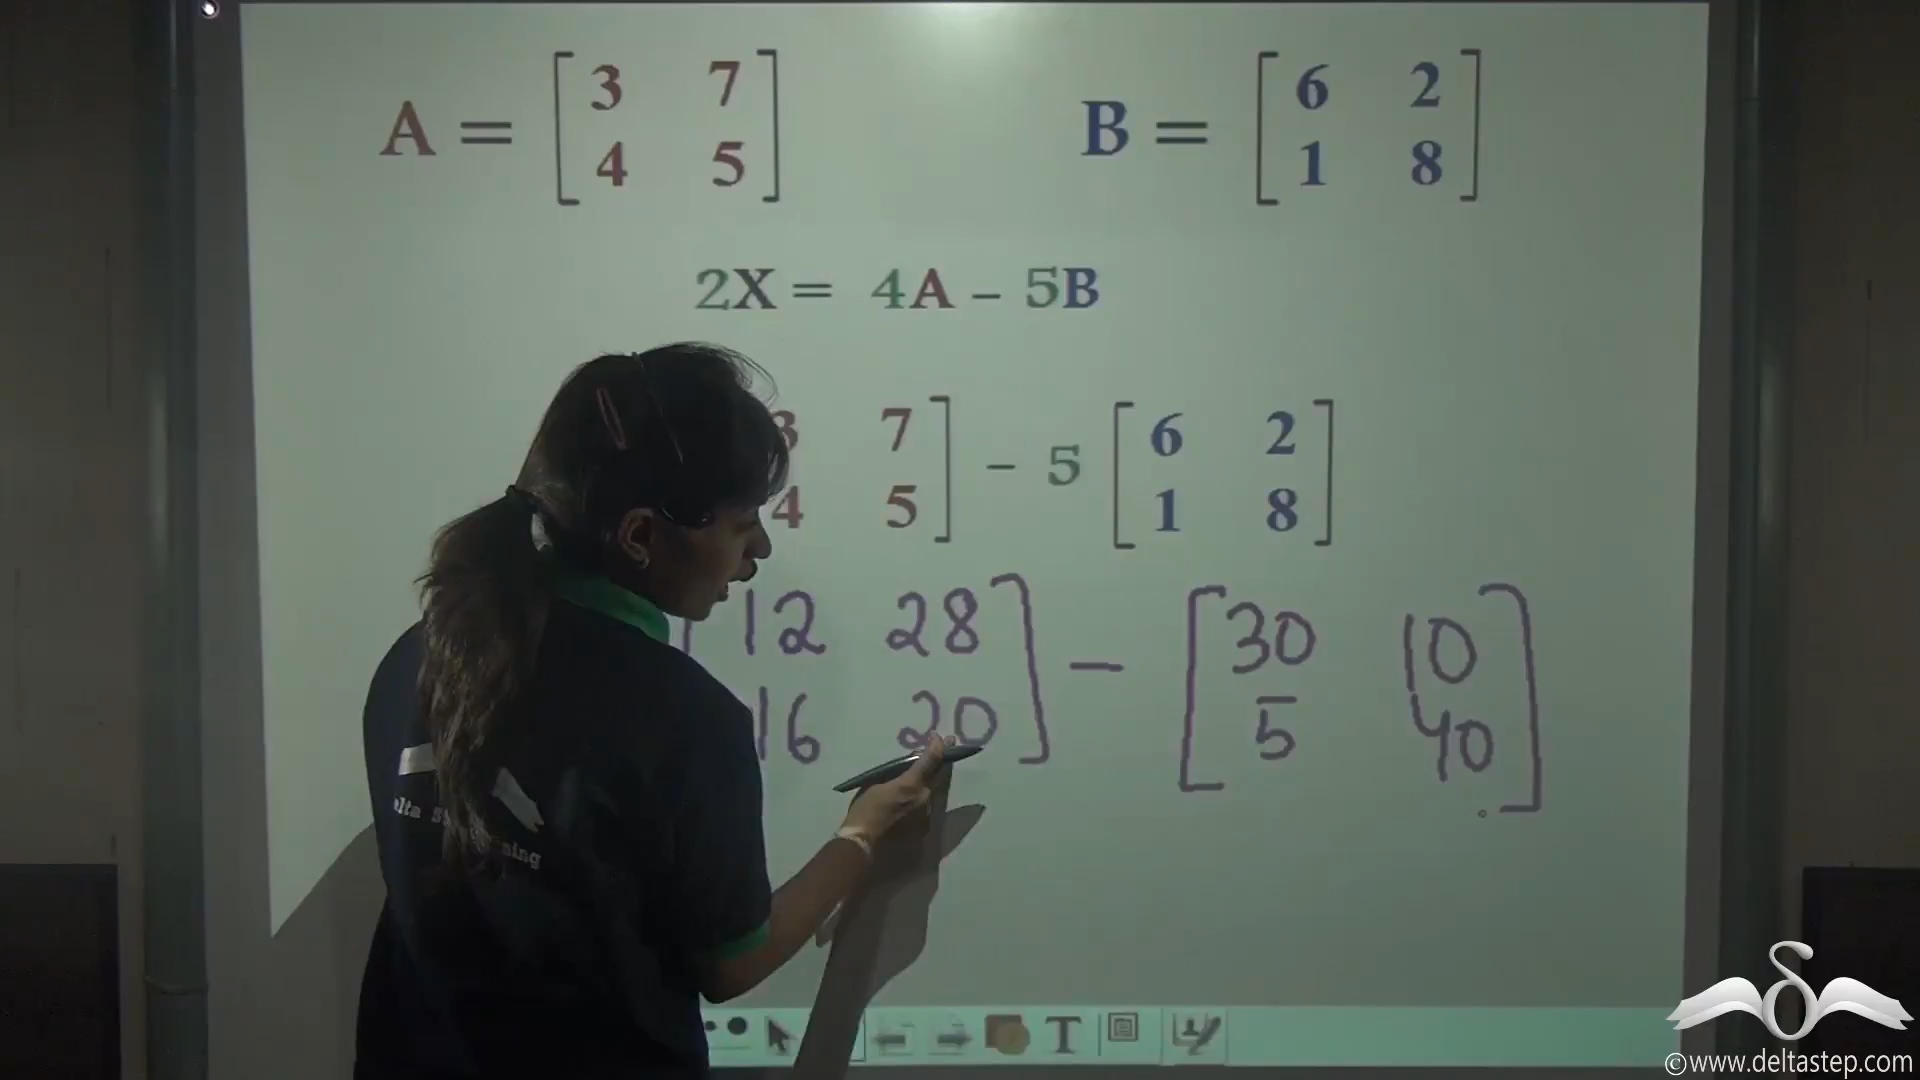 A = [ 3 7 ] B = [ 6 2 ]
4 5 1 8
2X = 4A – 5B
3 7 ] – 5 [ 6 2 ]
4 5 1 8
[ 12 28 ] – [ 30 10 ]
16 20 5 40
T
©www.deltastep.com